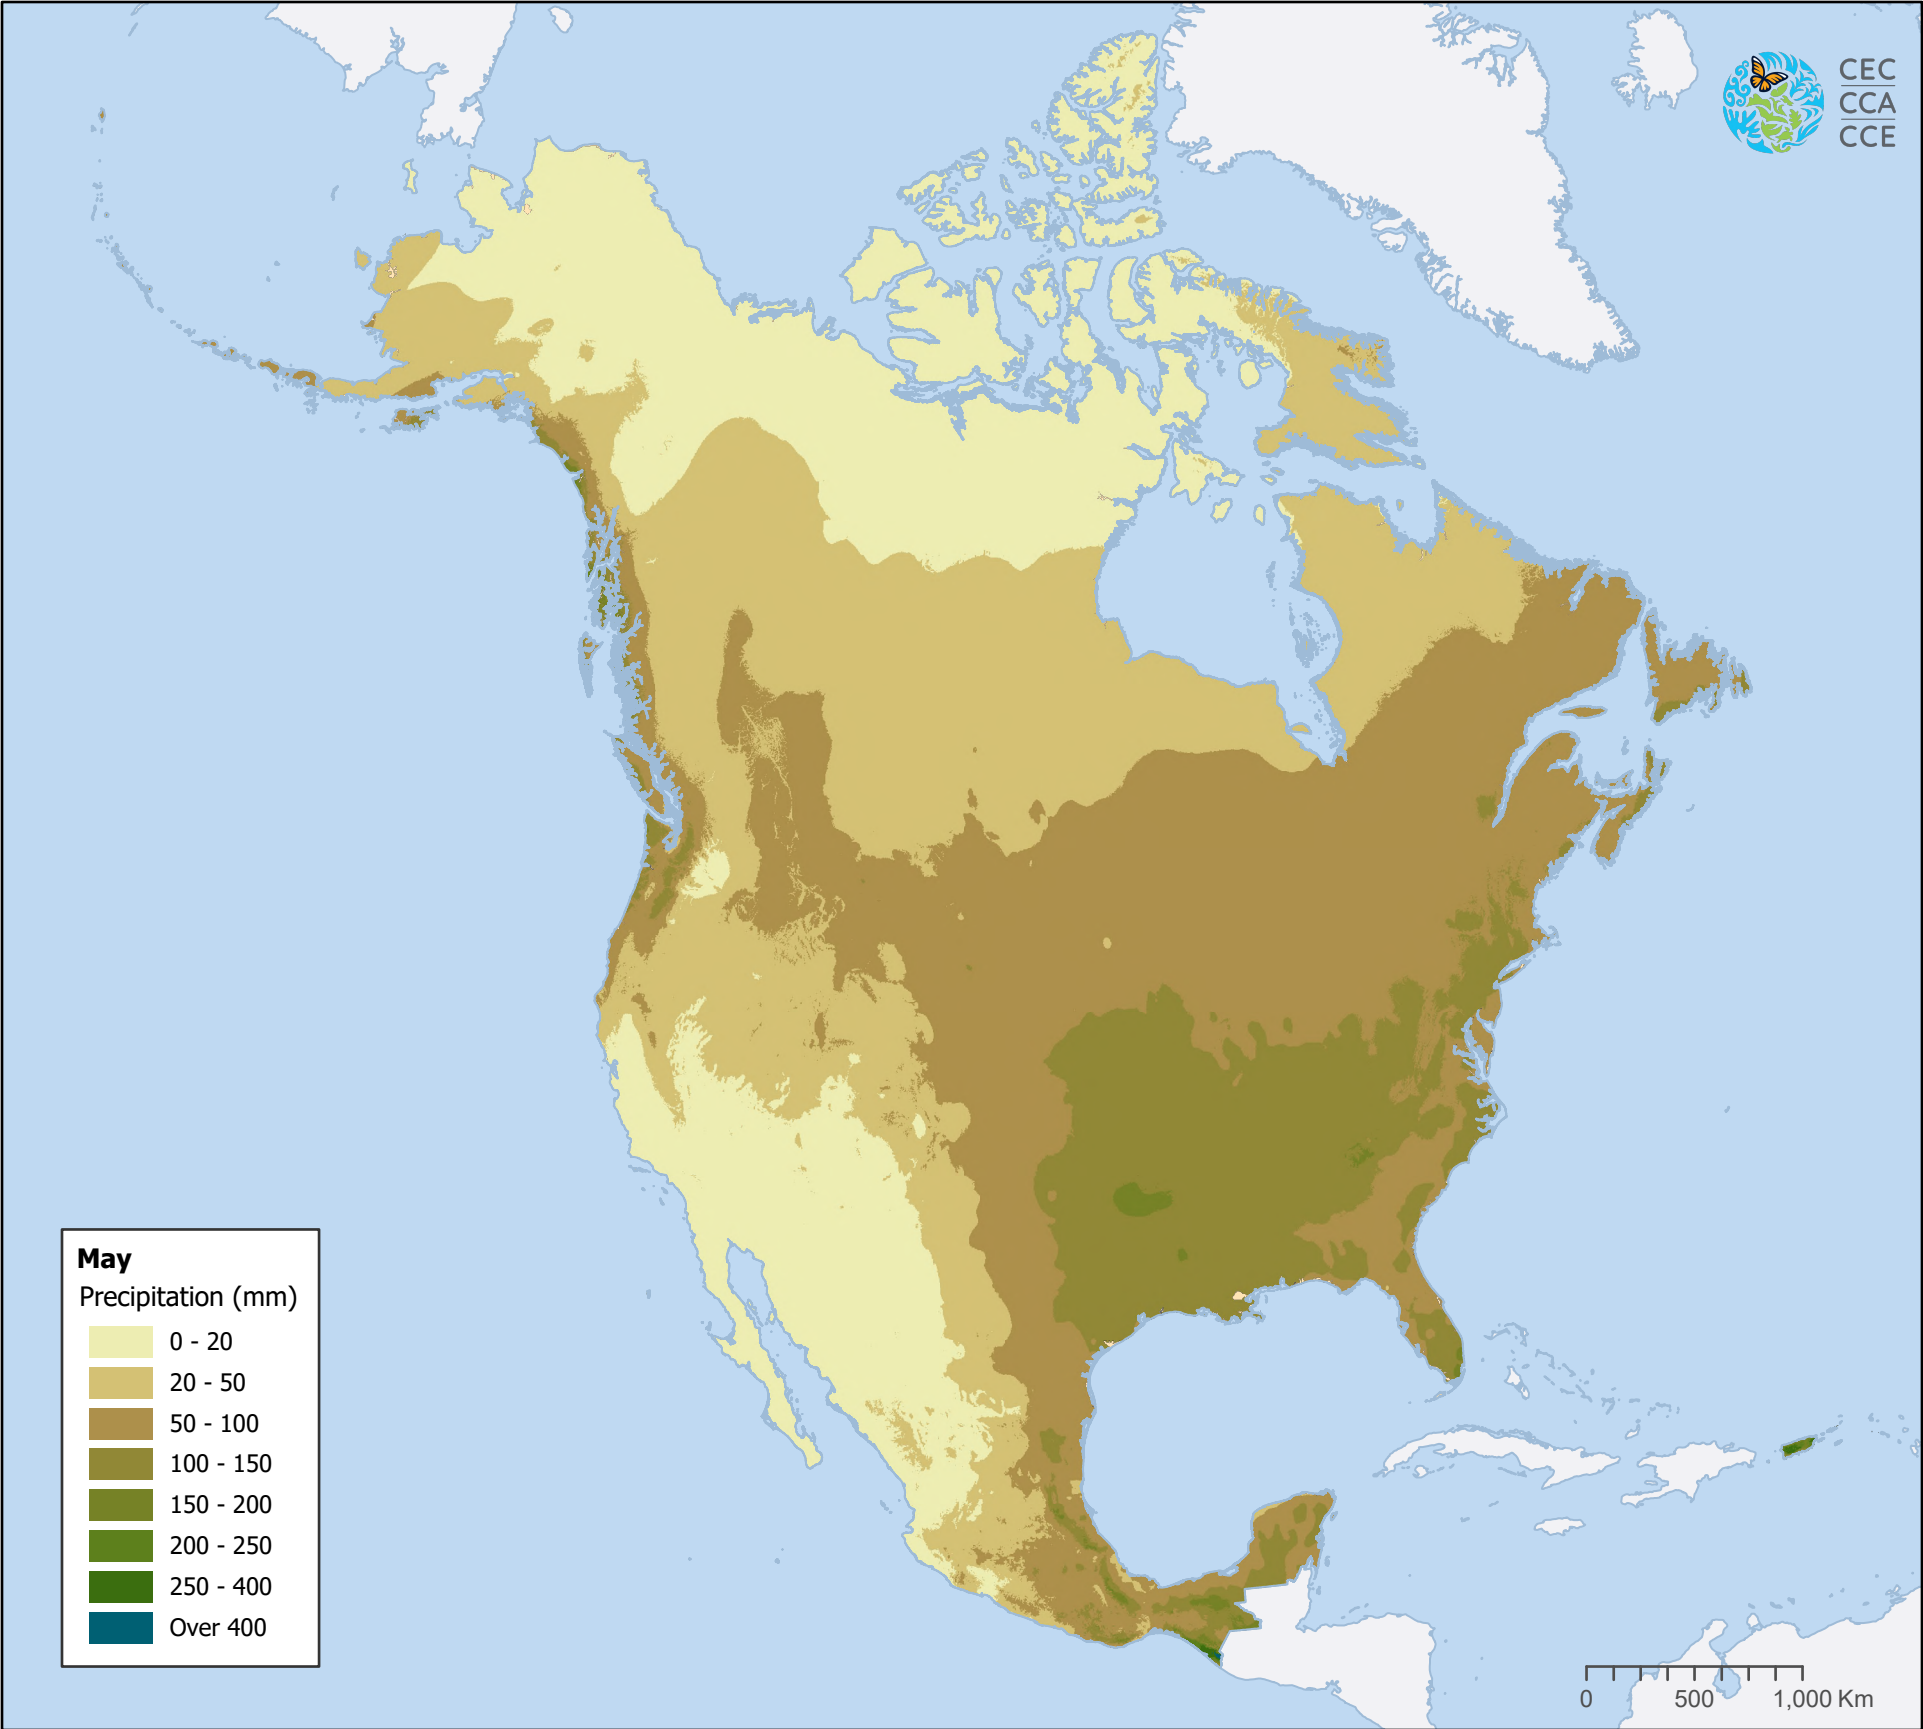 CEC
CCA
CCE
May
Precipitation (mm)
0 - 20
20 - 50
50 - 100
100 - 150
150 - 200
200 - 250
250 - 400
Over 400
0 500 1,000 Km